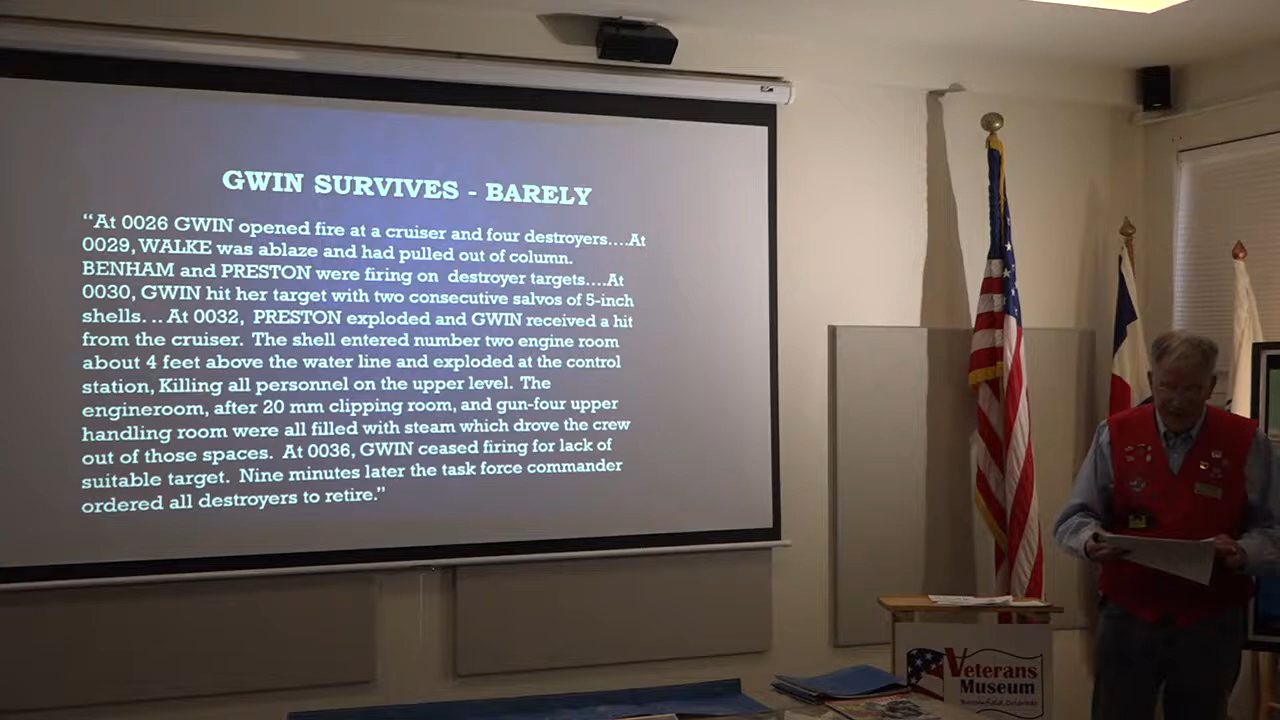 GWIN SURVIVES - BARELY
“At 0026 GWIN opened fire at a cruiser and four destroyers....At
0029, WALKE was ablaze and had pulled out of column.
BENHAM and PRESTON were firing on destroyer targets....At
0030, GWIN hit her target with two consecutive salvos of 5-inch
shells. .. At 0032, PRESTON exploded and GWIN received a hit
from the cruiser. The shell entered number two engine room
about 4 feet above the water line and exploded at the control
station, Killing all personnel on the upper level. The
engineroom, after 20 mm clipping room, and gun-four upper
handling room were all filled with steam which drove the crew
out of those spaces. At 0036, GWIN ceased firing for lack of
suitable target. Nine minutes later the task force commander
ordered all destroyers to retire.”
Veterans
Museum
Broomfield, Colorado